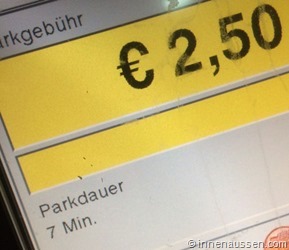 arkgebühr
€ 2,50
Parkdauer
7 Min.
© innenaussen.com